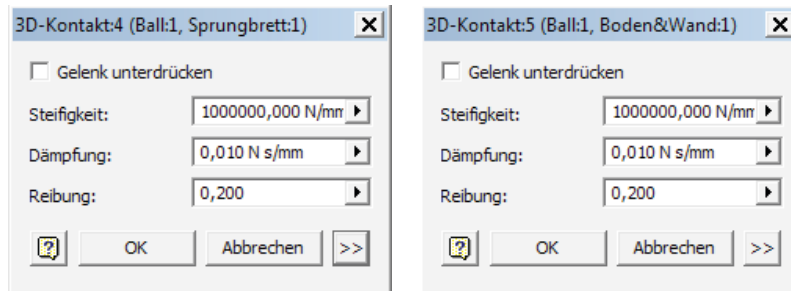 3D-Kontakt:4 (Ball:1, Sprungbrett:1)
Gelenk unterdrücken
Steifigkeit: 1000000,000 N/mm
Dämpfung: 0,010 N s/mm
Reibung: 0,200
OK Abbrechen >>
3D-Kontakt:5 (Ball:1, Boden&Wand:1)
Gelenk unterdrücken
Steifigkeit: 1000000,000 N/mm
Dämpfung: 0,010 N s/mm
Reibung: 0,200
OK Abbrechen >>